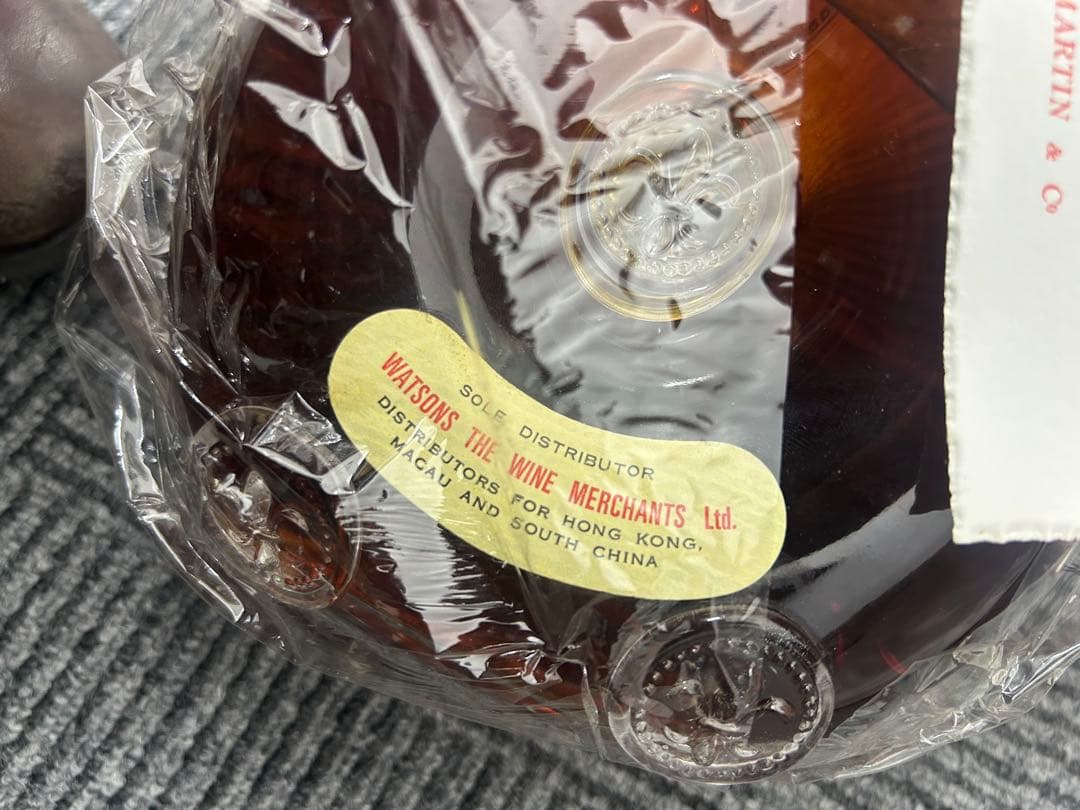 SOLE DISTRIBUTOR
WATSONS THE WINE MERCHANTS Ltd.
DISTRIBUTORS FOR HONG KONG,
MACAU AND SOUTH CHINA
MARTIN & Co